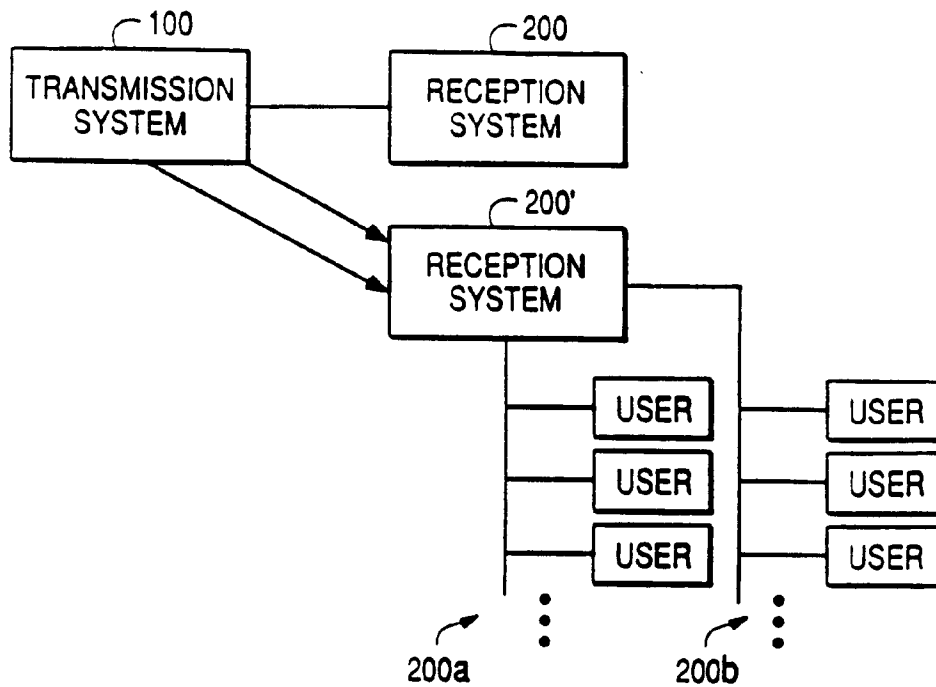 100
200
TRANSMISSION
SYSTEM
RECEPTION
SYSTEM
200'
RECEPTION
SYSTEM
USER
USER
USER
USER
USER
USER
200a
200b